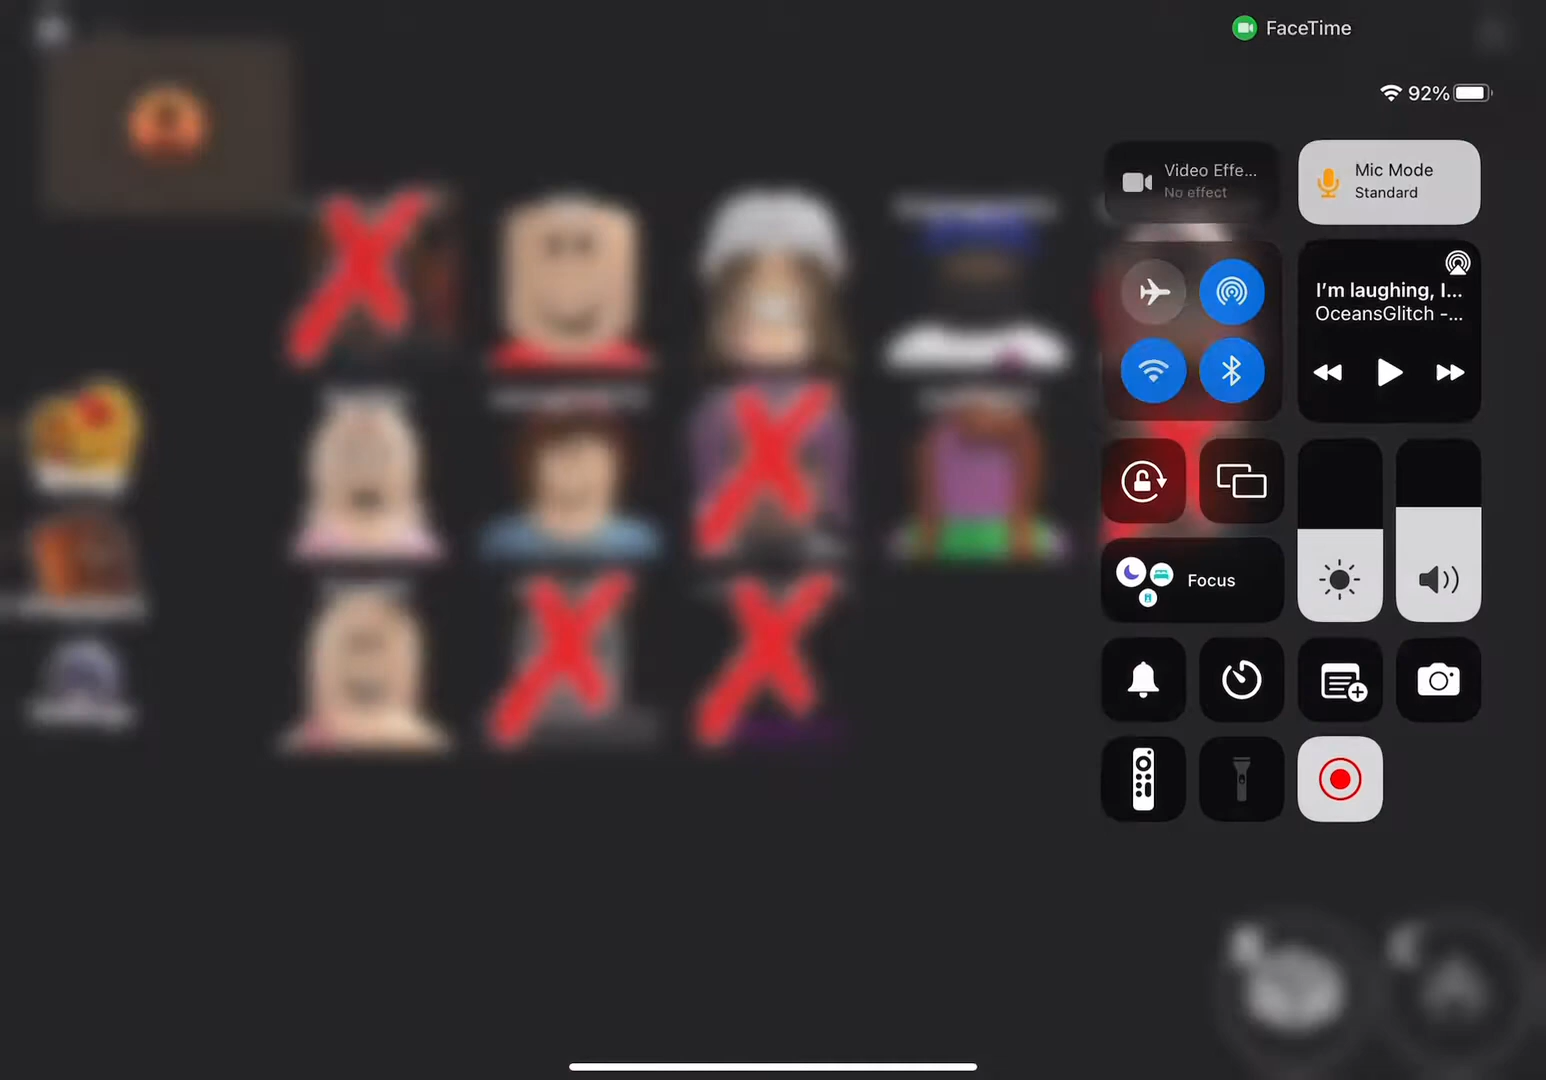 FaceTime
92%
Video Effe...
No effect
Mic Mode
Standard
I'm laughing, I...
OceansGlitch -...
Focus